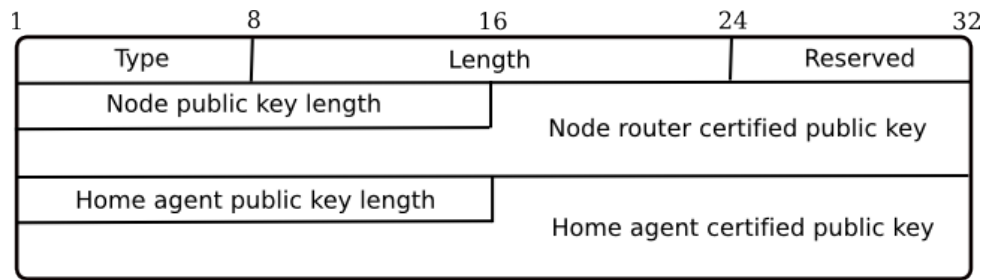 1 8 16 24 32
Type Length Reserved
Node public key length
Node router certified public key
Home agent public key length
Home agent certified public key